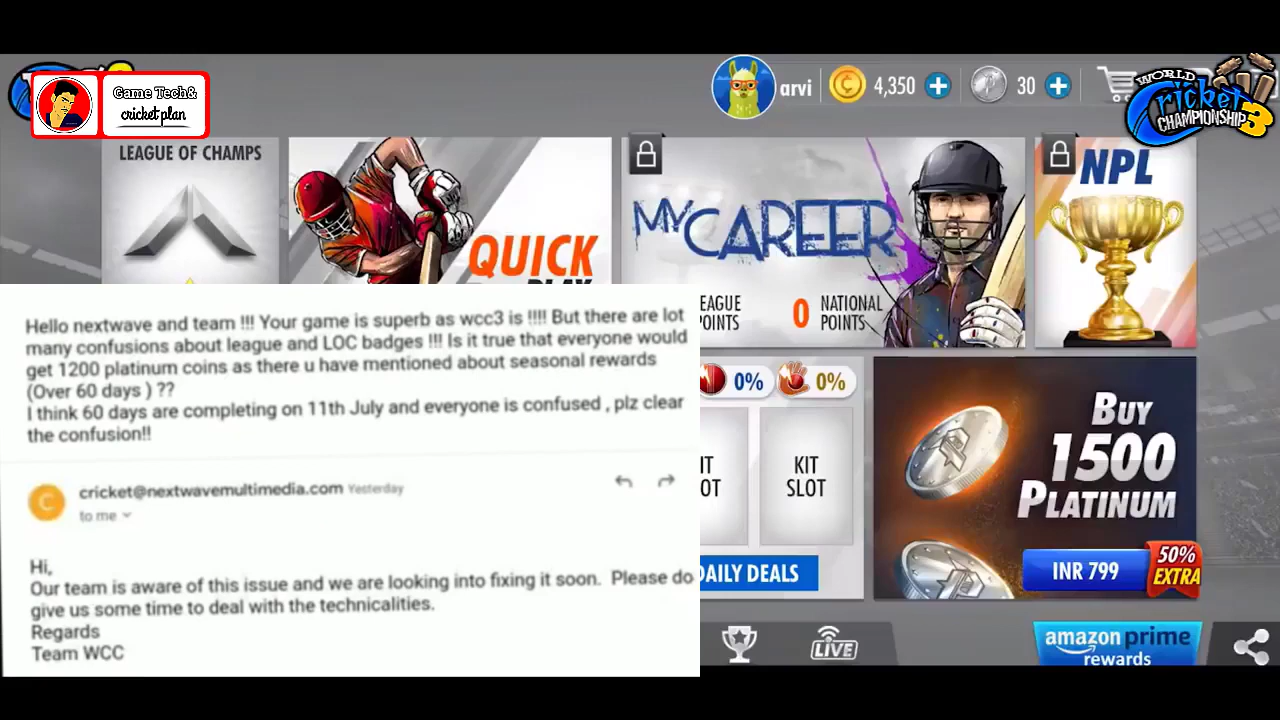 Game Tech&
cricket plan
arvi
4,350
30
WORLD
Cricket
CHAMPIONSHIP 3
LEAGUE OF CHAMPS
QUICK
MY CAREER
EAGUE
POINTS
0
NATIONAL
POINTS
NPL
Hello nextwave and team !!! Your game is superb as wcc3 is !!!! But there are lot
many confusions about league and LOC badges !!! Is it true that everyone would
get 1200 platinum coins as there u have mentioned about seasonal rewards
(Over 60 days ) ??
I think 60 days are completing on 11th July and everyone is confused , plz clear
the confusion!!
C
cricket@nextwavemultimedia.com Yesterday
to me
Hi,
Our team is aware of this issue and we are looking into fixing it soon. Please do
give us some time to deal with the technicalities.
Regards
Team WCC
0%
0%
KIT
SLOT
DAILY DEALS
BUY
1500
PLATINUM
INR 799
50%
EXTRA
LIVE
amazon prime
rewards